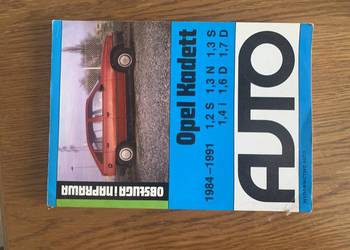 AUTO
Opel Kadett
1984-1991 1,2 S 1,3 N 1,3 S
1,4 i 1,6 D 1,7 D
OBSŁUGA i NAPRAWA